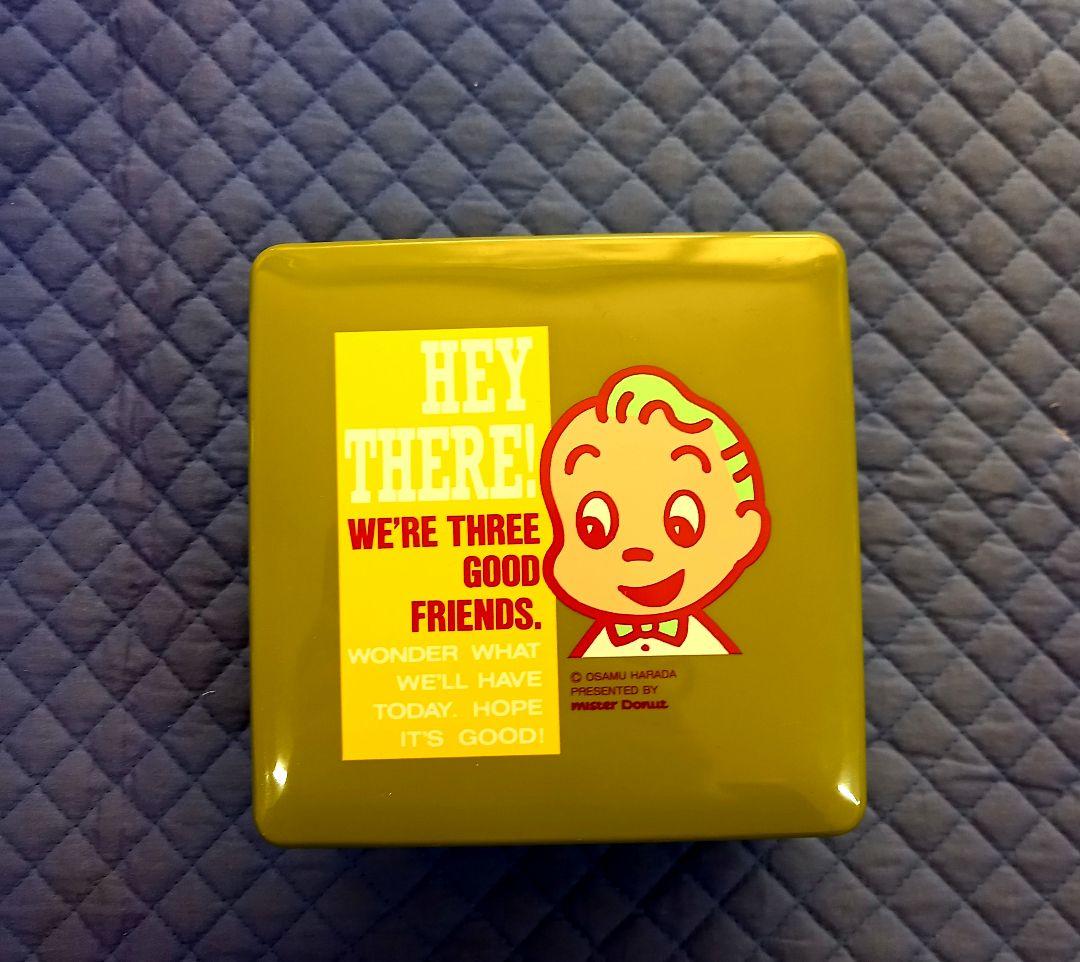 HEY
THERE!
WE'RE THREE
GOOD
FRIENDS.
WONDER WHAT
WE'LL HAVE
TODAY. HOPE
IT'S GOOD!
© OSAMU HARADA
PRESENTED BY
mister Donut